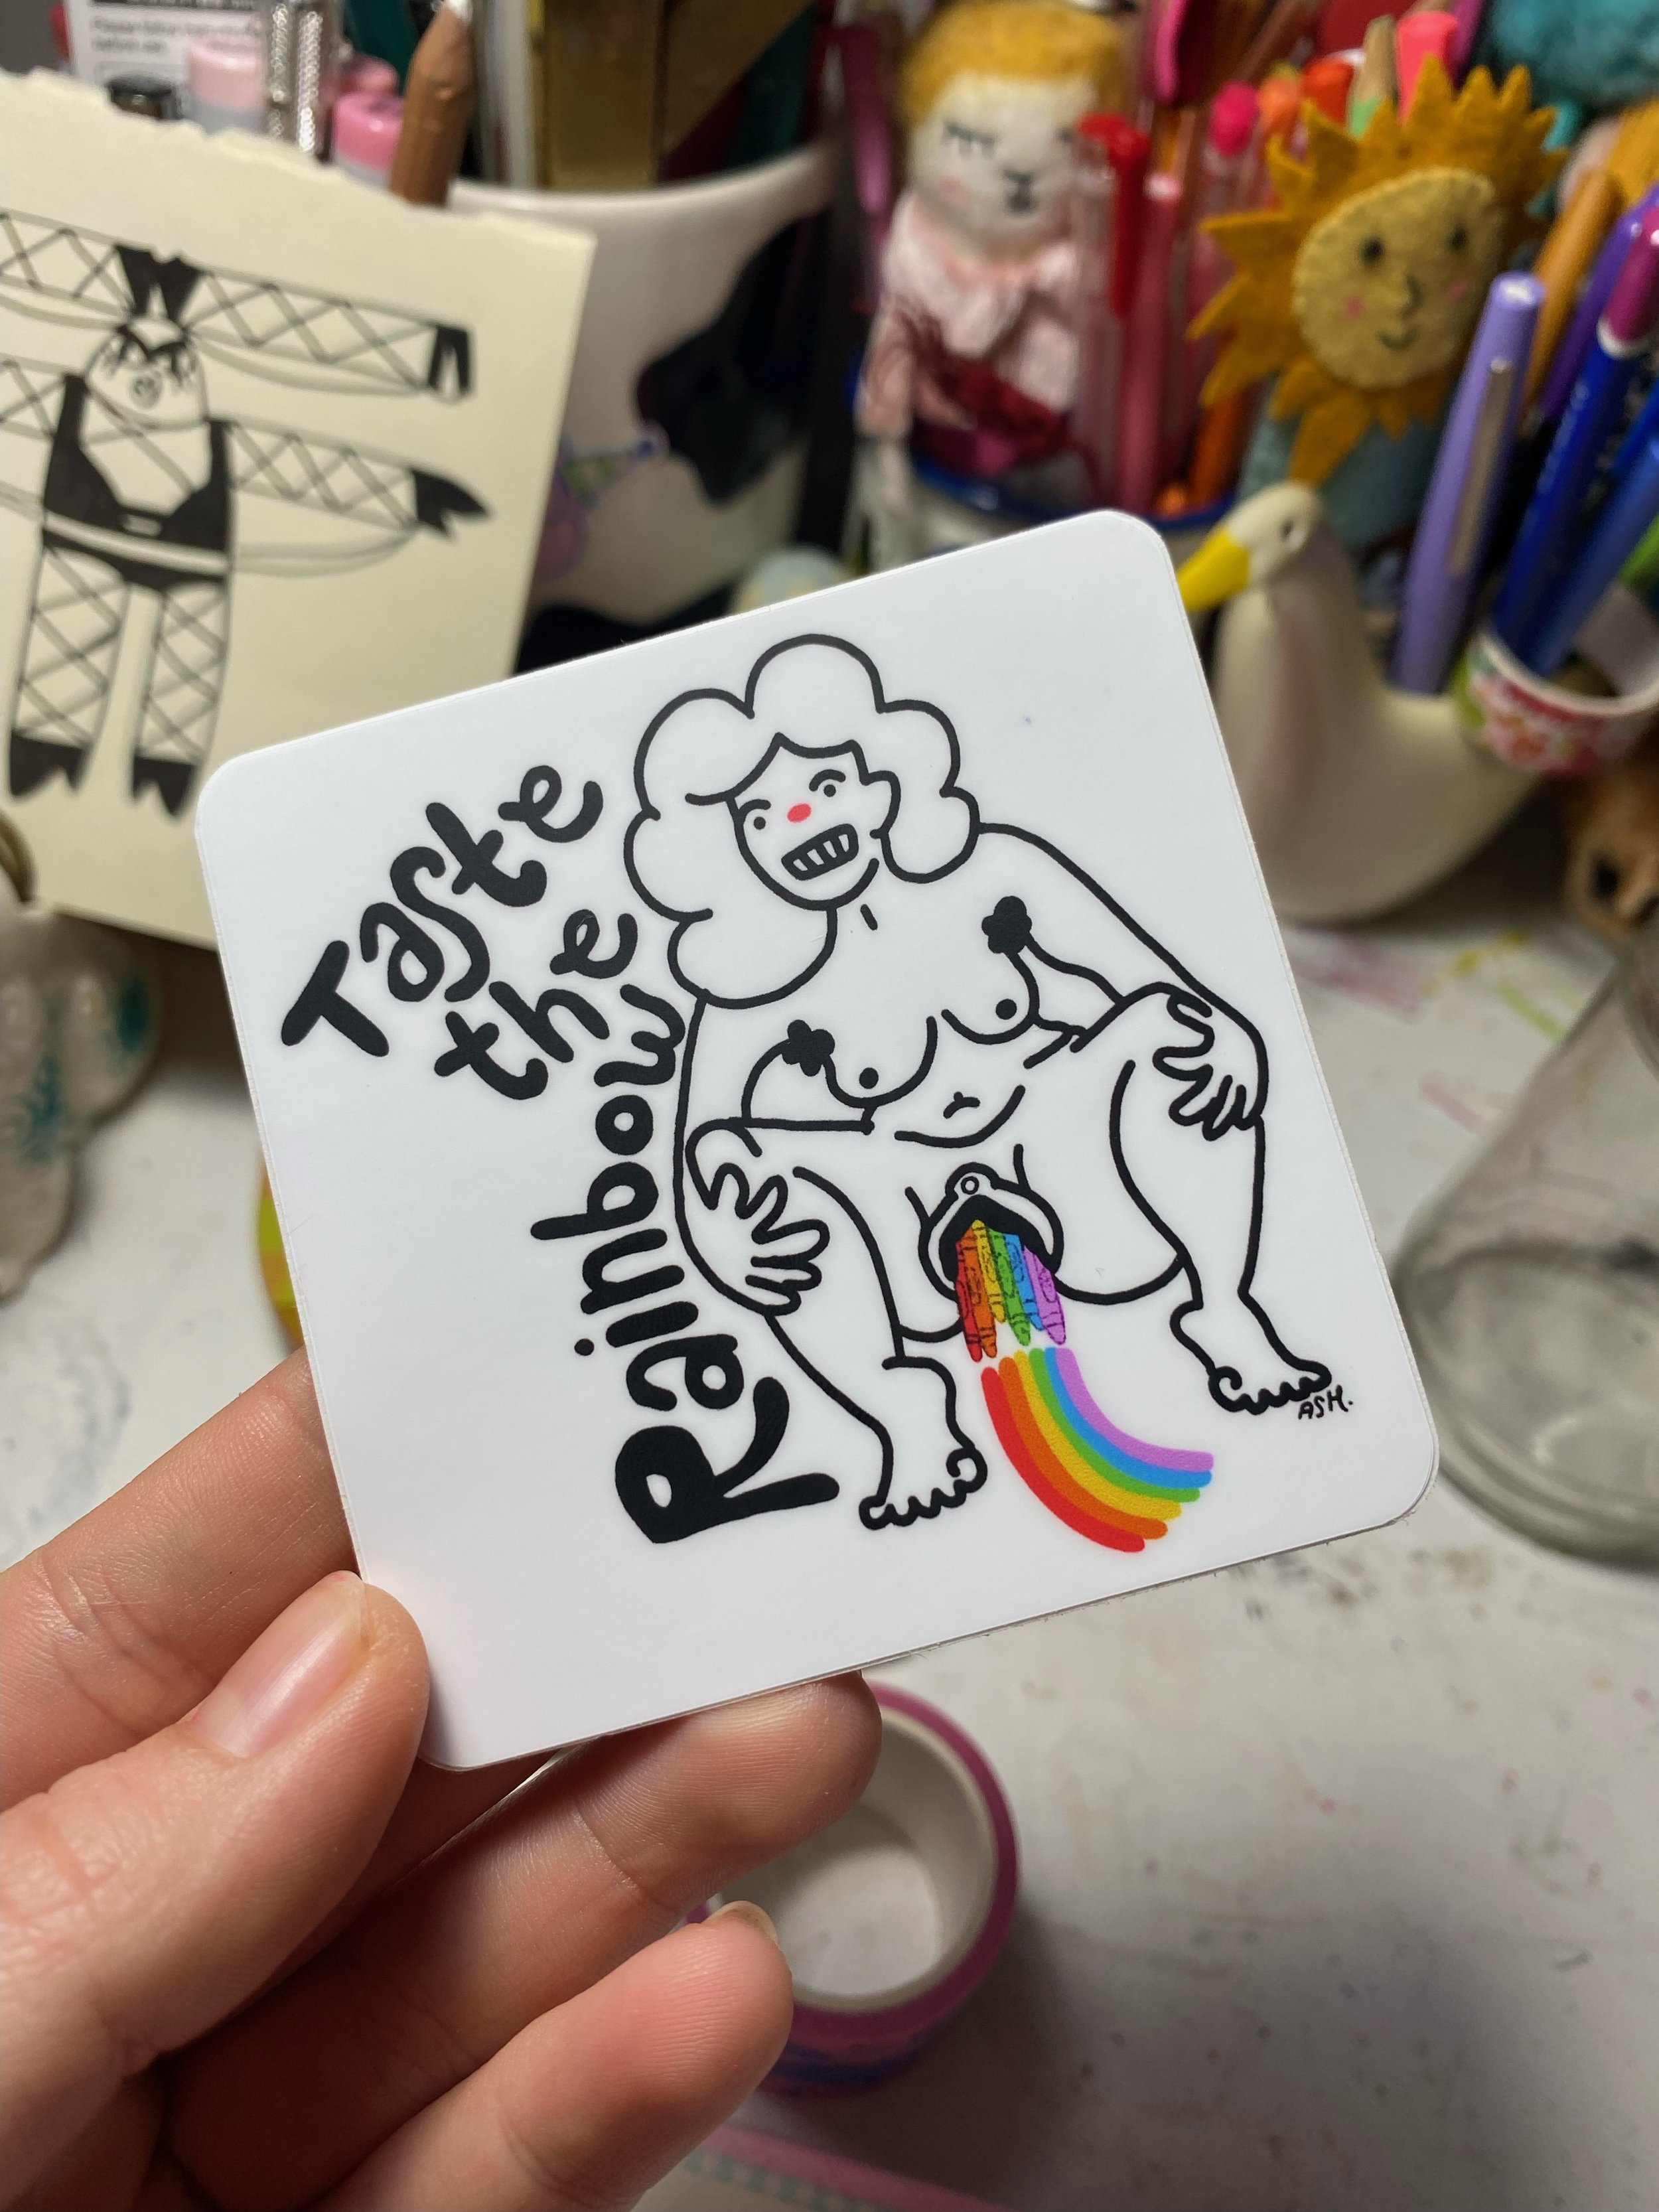 Taste
the
Rainbow
ASH.